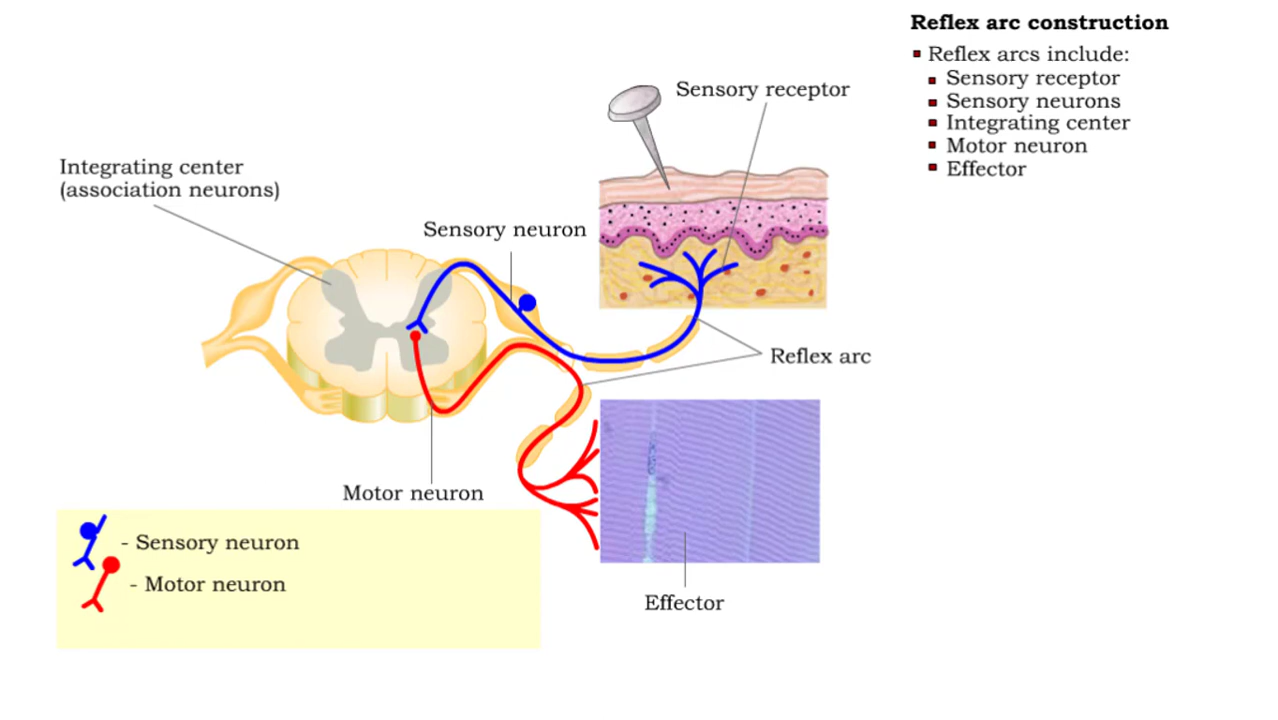 Reflex arc construction
Reflex arcs include:
Sensory receptor
Sensory neurons
Integrating center
Motor neuron
Effector
Sensory receptor
Integrating center
(association neurons)
Sensory neuron
Reflex arc
Motor neuron
- Sensory neuron
- Motor neuron
Effector